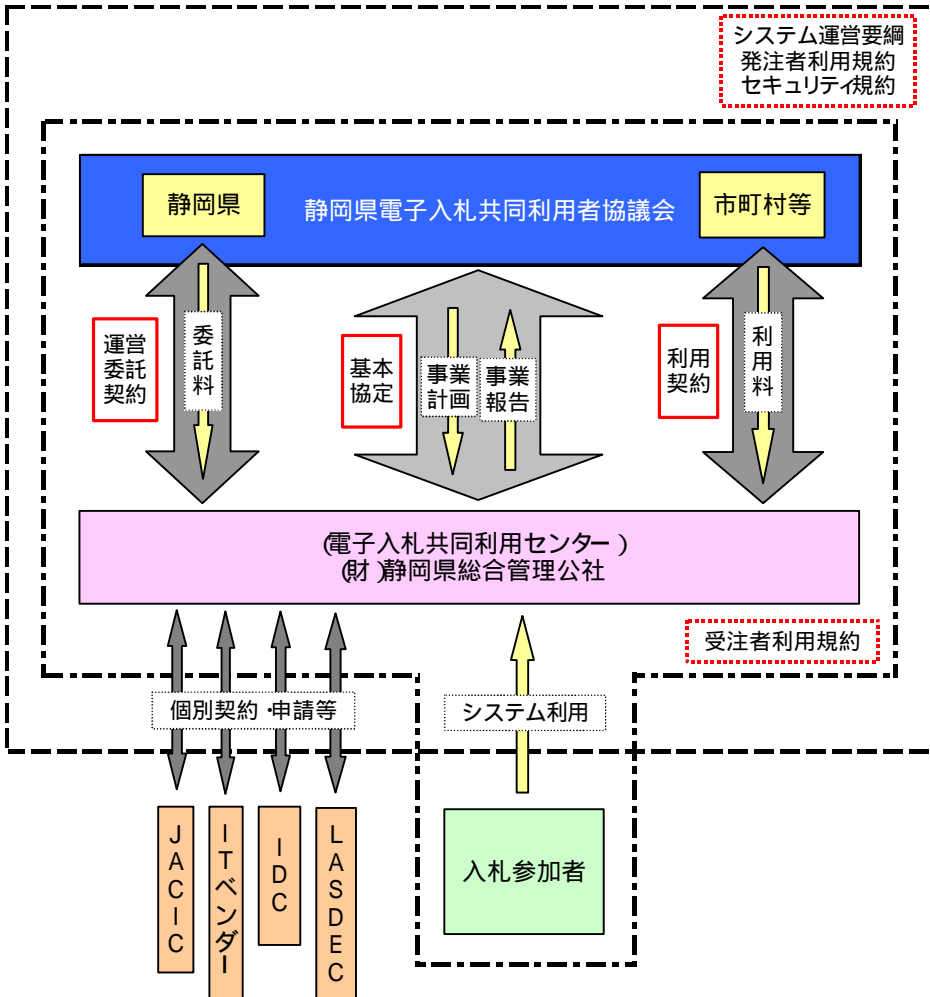 システム運営要綱
発注者利用規約
セキュリティ規約
静岡県
静岡県電子入札共同利用者協議会
市町村等
運営
委託
契約
委託料
基本
協定
事業
計画
事業
報告
利用
契約
利用料
(電子入札共同利用センター)
(財)静岡県総合管理公社
受注者利用規約
個別契約・申請等
システム利用
JACIC
ITベンダー
IDC
LASDEC
入札参加者